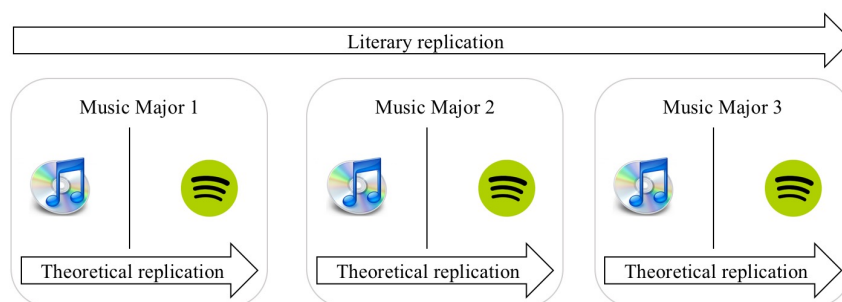 Literary replication
Music Major 1
Music Major 2
Music Major 3
Theoretical replication
Theoretical replication
Theoretical replication